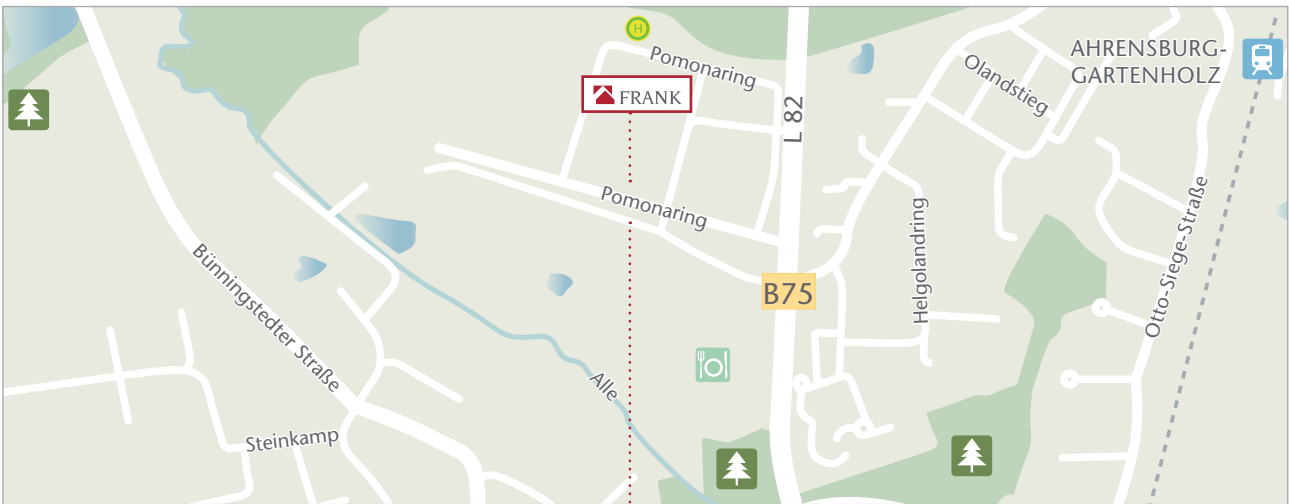 H
Pomonaring
FRANK
L 82
Olandstieg
AHRENSBURG-
GARTENHOLZ
Pomonaring
Helgolandring
Otto-Siege-Straße
Bünningstedter Straße
B75
Alle
Steinkamp